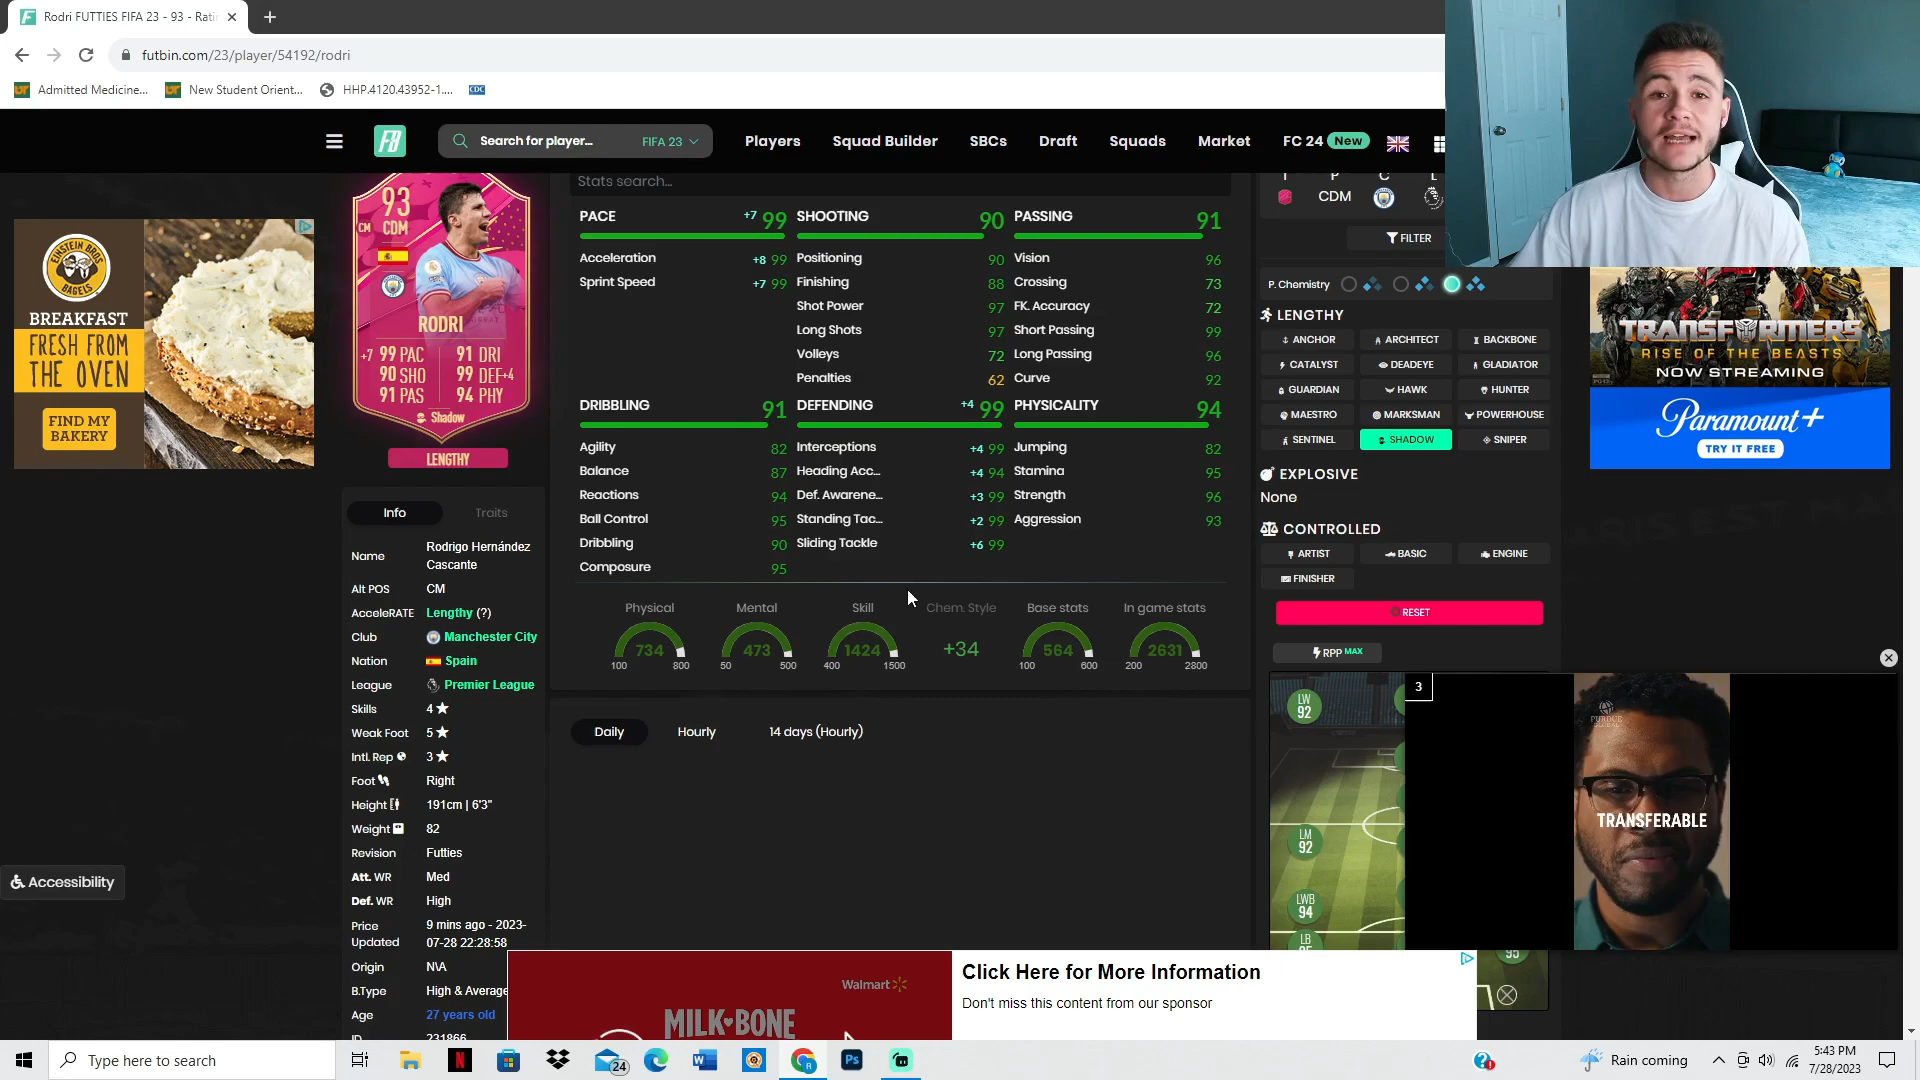 Rodri FUTTIES FIFA 23 - 93 - Ratin
futbin.com/23/player/54192/rodri
Admitted Medicine...
New Student Orient...
HHP.4120.43952-1....
CDC
FB
Search for player...
FIFA 23
Players
Squad Builder
SBCs
Draft
Squads
Market
FC 24 New
EINSTEIN BROS
BAGELS
BREAKFAST
FRESH FROM
THE OVEN
FIND MY
BAKERY
93
CM CDM
RODRI
+7 99 PAC 91 DRI
90 SHO 99 DEF+4
91 PAS 94 PHY
Shadow
LENGTHY
Info Traits
Name Rodrigo Hernández
Cascante
Alt POS CM
AcceleRATE Lengthy (?)
Club Manchester City
Nation Spain
League Premier League
Skills 4
Weak Foot 5
Intl. Rep 3
Foot Right
Height 191cm | 6'3"
Weight 82
Revision Futties
Att. WR Med
Def. WR High
Price
Updated
9 mins ago - 2023-
07-28 22:28:58
Origin N\A
B.Type High & Average
Age 27 years old
ID 231866
Stats search...
PACE +7 99
Acceleration +8 99
Sprint Speed +7 99
SHOOTING 90
Positioning 90
Finishing 88
Shot Power 97
Long Shots 97
Volleys 72
Penalties 62
PASSING 91
Vision 96
Crossing 73
FK. Accuracy 72
Short Passing 99
Long Passing 96
Curve 92
DRIBBLING 91
Agility 82
Balance 87
Reactions 94
Ball Control 95
Dribbling 90
Composure 95
DEFENDING +4 99
Interceptions +4 99
Heading Acc... +4 94
Def. Awarene... +3 99
Standing Tac... +2 99
Sliding Tackle +6 99
PHYSICALITY 94
Jumping 82
Stamina 95
Strength 96
Aggression 93
Physical Mental Skill Chem. Style Base stats In game stats
734 473 1424 +34 564 2631
100 800 50 500 400 1500 100 600 200 2800
Daily Hourly 14 days (Hourly)
CDM
FILTER
P. Chemistry
LENGTHY
ANCHOR ARCHITECT BACKBONE
CATALYST DEADEYE GLADIATOR
GUARDIAN HAWK HUNTER
MAESTRO MARKSMAN POWERHOUSE
SENTINEL SHADOW SNIPER
EXPLOSIVE
None
CONTROLLED
ARTIST BASIC ENGINE
FINISHER
RESET
RPP MAX
LW
92
LM
92
LWB
94
LB
95
TRANSFORMERS
RISE OF THE BEASTS
NOW STREAMING
Paramount+
TRY IT FREE
3
PURDUE
GLOBAL
TRANSFERABLE
Accessibility
Walmart
MILK-BONE
Click Here for More Information
Don't miss this content from our sponsor
Type here to search
24
Ps
Rain coming
5:43 PM
7/28/2023